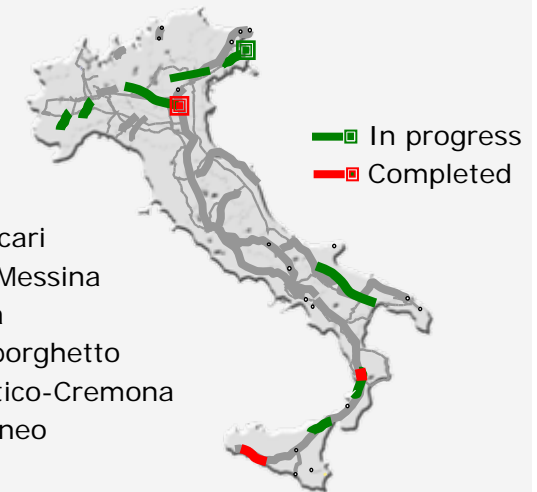 In progress
Completed
cari
Messina
a
borghetto
tico-Cremona
neo